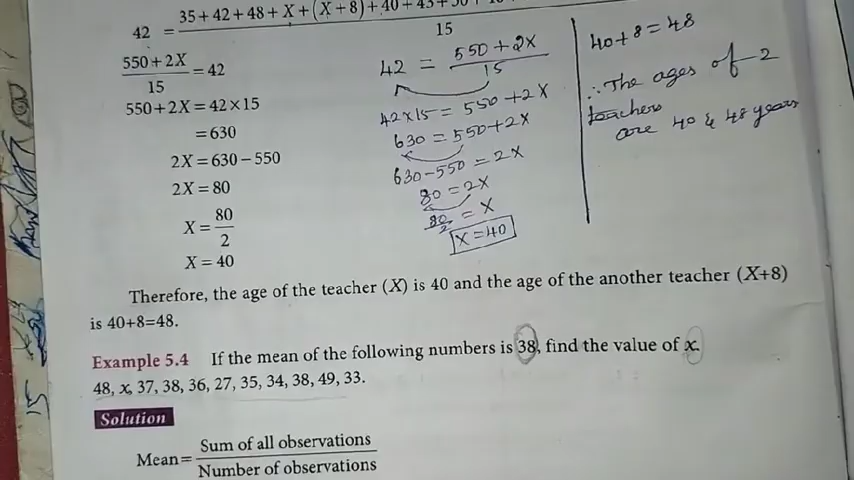 42 = 35 + 42 + 48 + X + (X + 8) + 40 + 43 + 50 +
15
550 + 2X
15
= 42
550 + 2X = 42 × 15
= 630
2X = 630 − 550
2X = 80
X = 80
2
X = 40
42 = 550 + 2X
15
42 x 15 = 550 + 2X
630 = 550 + 2X
630 − 550 = 2X
80 = 2X
80
2
= X
X = 40
40 + 8 = 48
∴ The ages of 2
teachers
are 40 & 48 years
Therefore, the age of the teacher (X) is 40 and the age of the another teacher (X+8)
is 40+8=48.
Example 5.4 If the mean of the following numbers is 38, find the value of x.
48, x, 37, 38, 36, 27, 35, 34, 38, 49, 33.
Solution
Mean = Sum of all observations
Number of observations